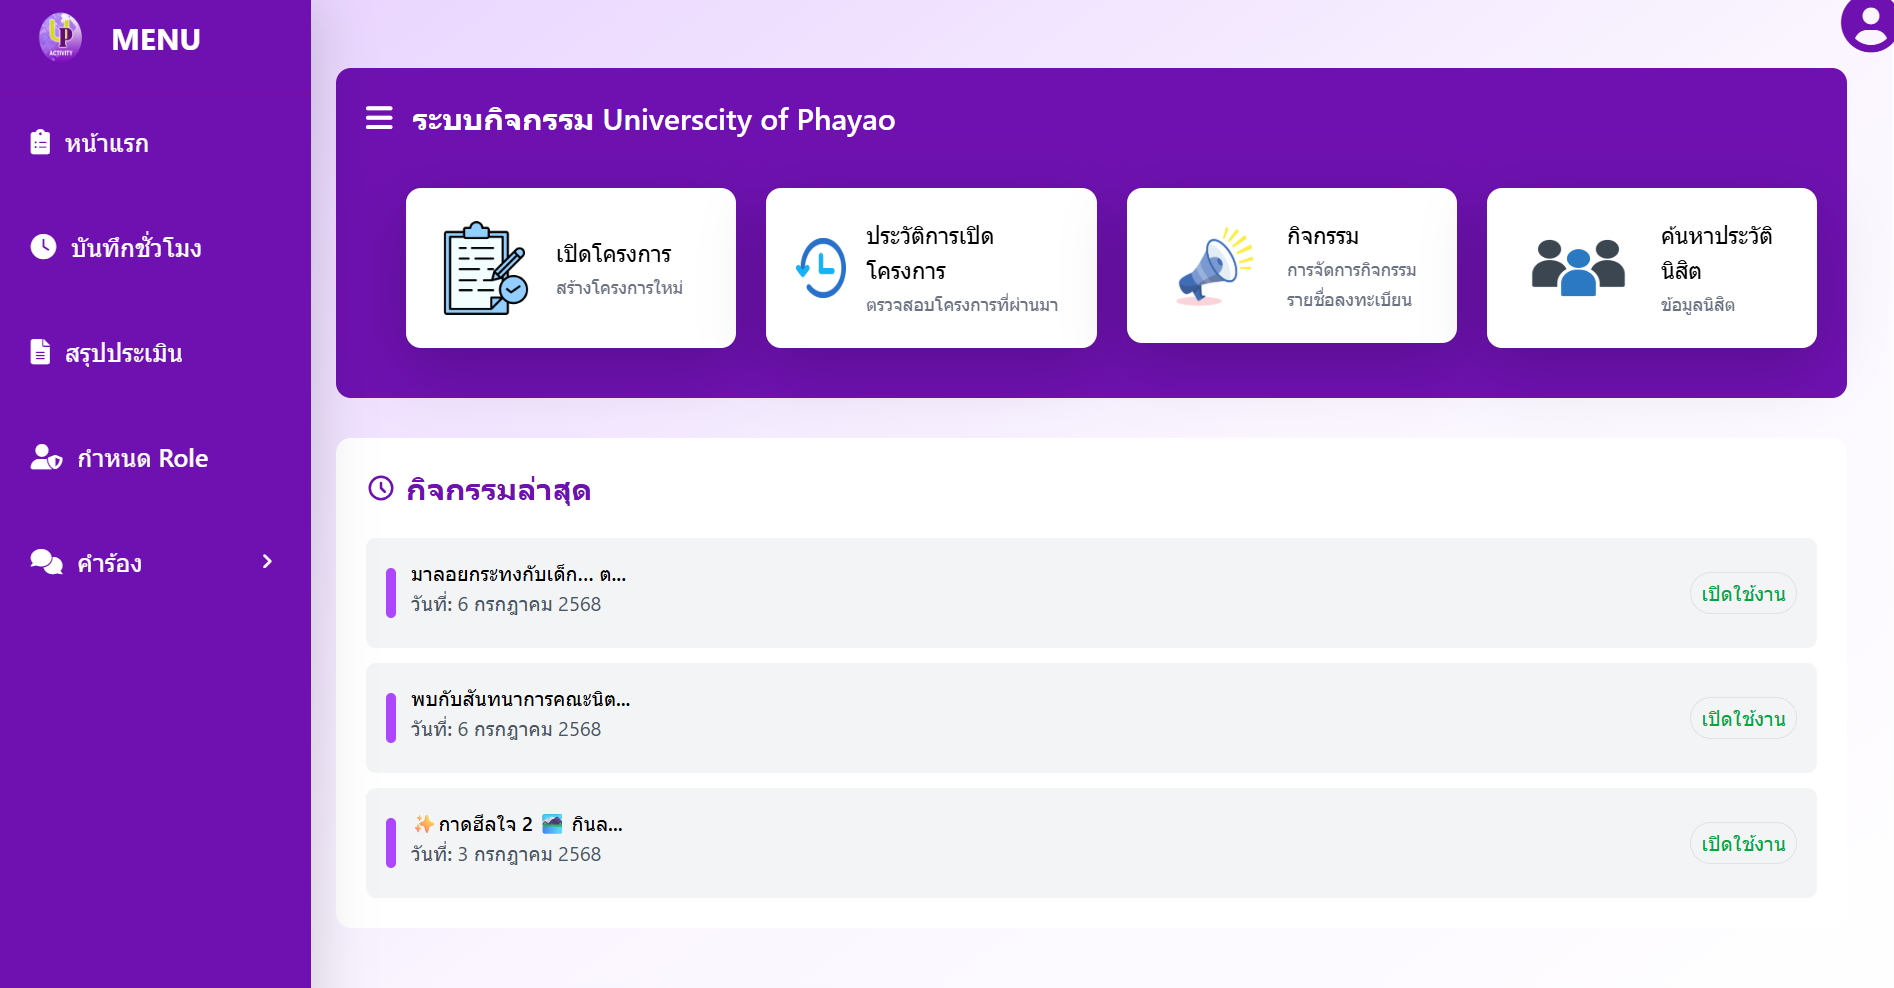 UP
ACTIVITY
MENU
หน้าแรก
บันทึกชั่วโมง
สรุปประเมิน
กำหนด Role
คำร้อง
ระบบกิจกรรม Universcity of Phayao
เปิดโครงการ
สร้างโครงการใหม่
ประวัติการเปิด
โครงการ
ตรวจสอบโครงการที่ผ่านมา
กิจกรรม
การจัดการกิจกรรม
รายชื่อลงทะเบียน
ค้นหาประวัติ
นิสิต
ข้อมูลนิสิต
กิจกรรมล่าสุด
มาลอยกระทงกับเด็ก... ต...
วันที่: 6 กรกฎาคม 2568
เปิดใช้งาน
พบกับสันทนาการคณะนิต...
วันที่: 6 กรกฎาคม 2568
เปิดใช้งาน
✨กาดฮีลใจ 2 🏞️ กินล...
วันที่: 3 กรกฎาคม 2568
เปิดใช้งาน